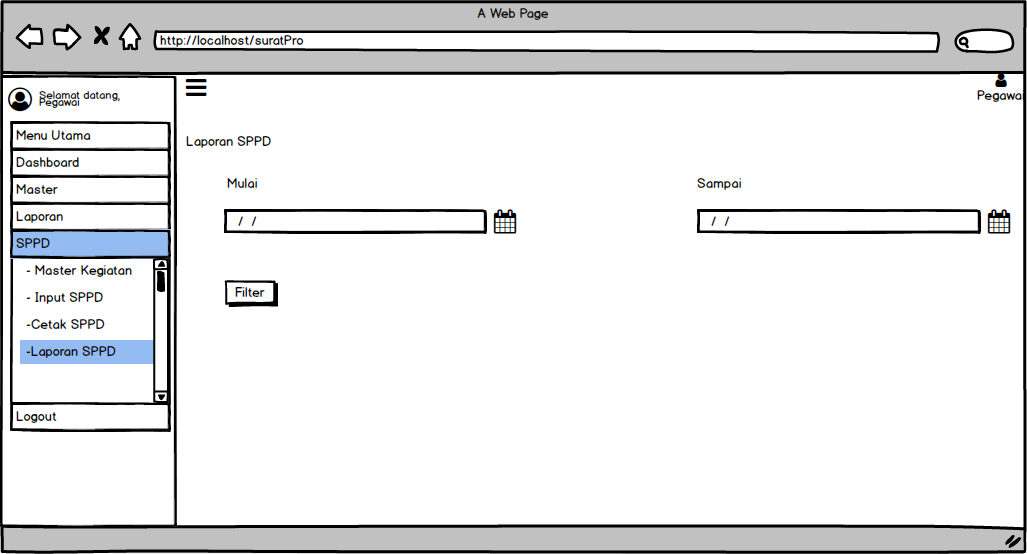 A Web Page
http://localhost/suratPro
Selamat datang,
Pegawai
Pegawai
Menu Utama
Dashboard
Master
Laporan
SPPD
- Master Kegiatan
- Input SPPD
-Cetak SPPD
-Laporan SPPD
Logout
Laporan SPPD
Mulai
Sampai
/ /
/ /
Filter